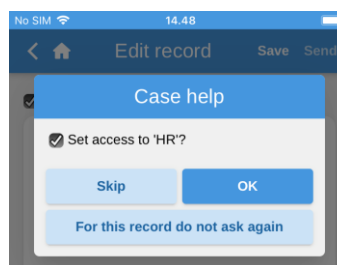 No SIM 14.48
Edit record Save Send
Case help
Set access to 'HR'?
Skip OK
For this record do not ask again